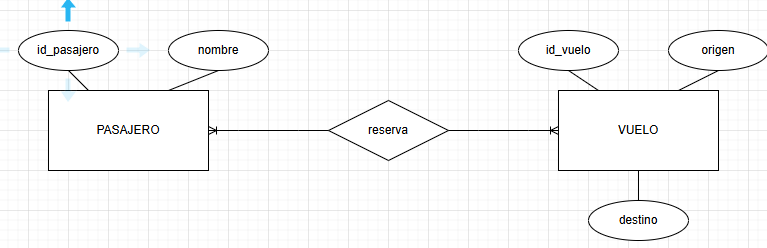 id_pasajero
nombre
id_vuelo
origen
PASAJERO
reserva
VUELO
destino